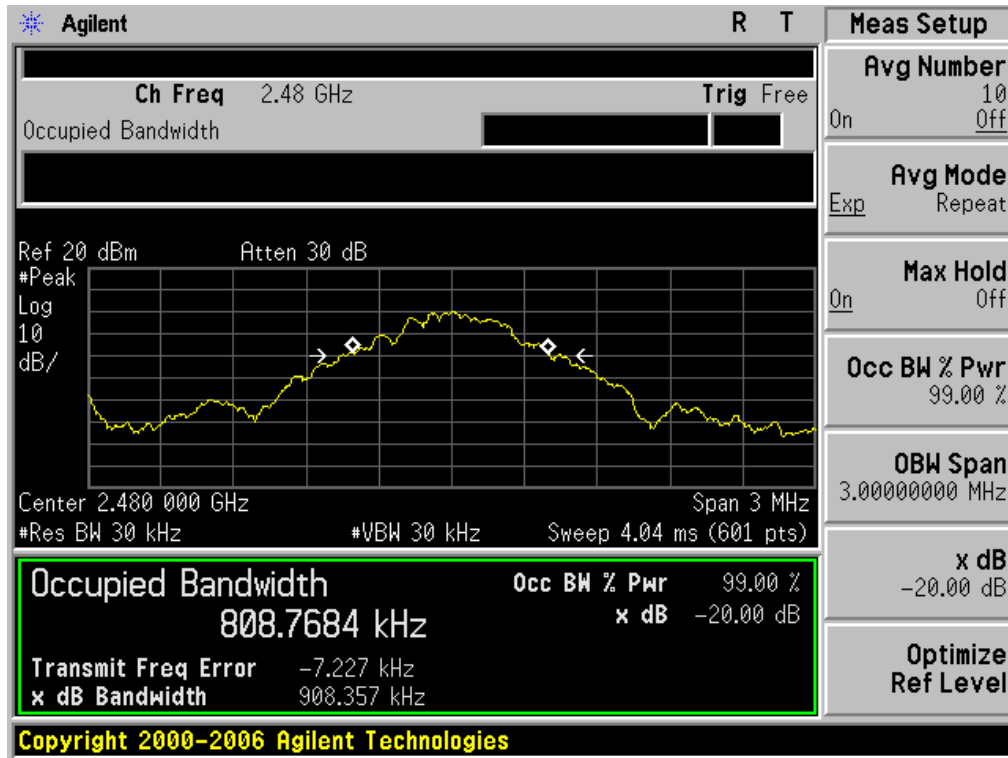 Agilent R T
Ch Freq 2.48 GHz Trig Free
Occupied Bandwidth
Ref 20 dBm Atten 30 dB
#Peak
Log
10
dB/
Center 2.480 000 GHz Span 3 MHz
#Res BW 30 kHz #VBW 30 kHz Sweep 4.04 ms (601 pts)
Occupied Bandwidth Occ BW % Pwr 99.00 %
808.7684 kHz x dB -20.00 dB
Transmit Freq Error -7.227 kHz
x dB Bandwidth 908.357 kHz
Copyright 2000-2006 Agilent Technologies
Meas Setup
Avg Number
10
On Off
Avg Mode
Exp Repeat
Max Hold
On Off
Occ BW % Pwr
99.00 %
OBW Span
3.00000000 MHz
x dB
-20.00 dB
Optimize
Ref Level